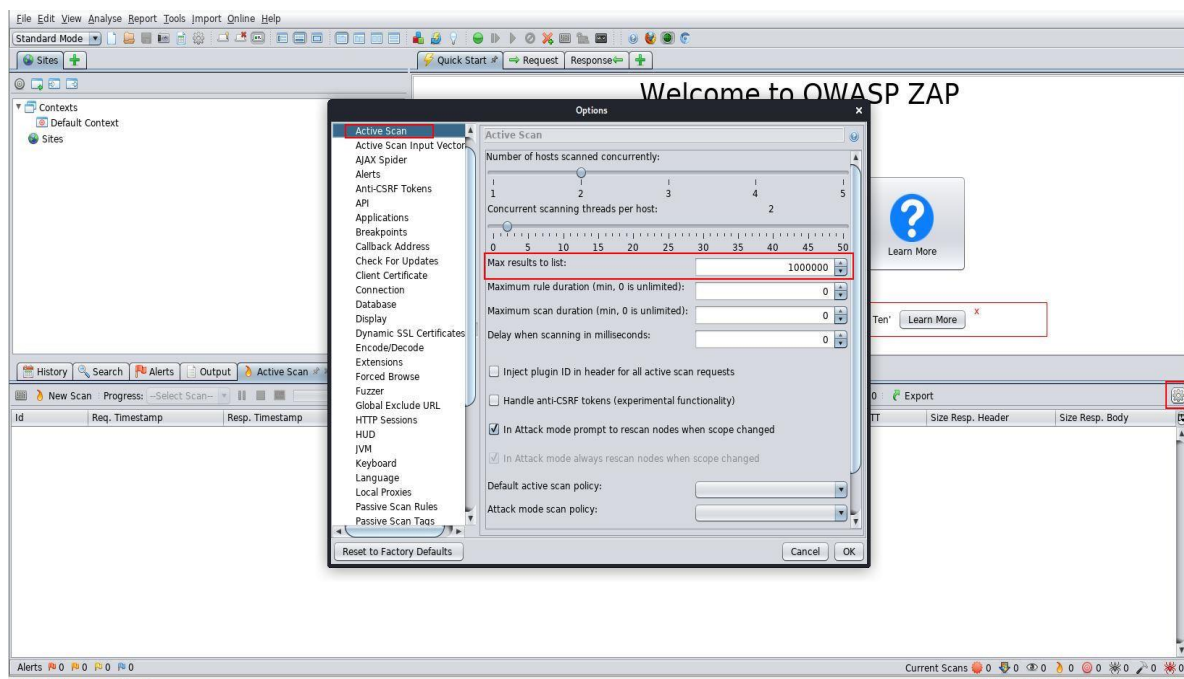 File Edit View Analyse Report Tools Import Online Help
Standard Mode
Sites
Quick Start Request Response
Contexts
Default Context
Sites
Welcome to OWASP ZAP
Learn More
Ten' Learn More X
Options
Active Scan
Active Scan Input Vector
AJAX Spider
Alerts
Anti-CSRF Tokens
API
Applications
Breakpoints
Callback Address
Check For Updates
Client Certificate
Connection
Database
Display
Dynamic SSL Certificates
Encode/Decode
Extensions
Forced Browse
Fuzzer
Global Exclude URL
HTTP Sessions
HUD
JVM
Keyboard
Language
Local Proxies
Passive Scan Rules
Passive Scan Tags
Active Scan
Number of hosts scanned concurrently:
1 2 3 4 5
Concurrent scanning threads per host: 2
0 5 10 15 20 25 30 35 40 45 50
Max results to list: 1000000
Maximum rule duration (min, 0 is unlimited): 0
Maximum scan duration (min, 0 is unlimited): 0
Delay when scanning in milliseconds: 0
Inject plugin ID in header for all active scan requests
Handle anti-CSRF tokens (experimental functionality)
In Attack mode prompt to rescan nodes when scope changed
In Attack mode always rescan nodes when scope changed
Default active scan policy:
Attack mode scan policy:
Reset to Factory Defaults Cancel OK
History Search Alerts Output Active Scan
New Scan Progress: --Select Scan-- 0 Export
Id Req. Timestamp Resp. Timestamp TT Size Resp. Header Size Resp. Body
Alerts 0 0 0 0 Current Scans 0 0 0 0 0 0 0 0